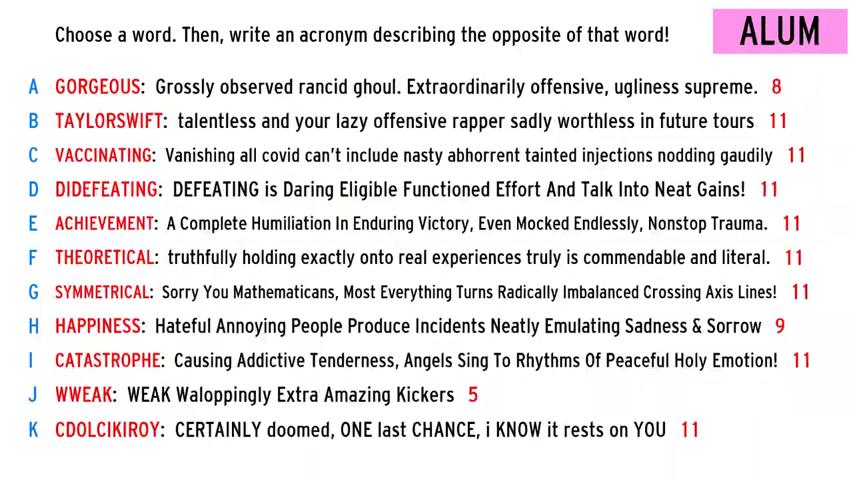 Choose a word. Then, write an acronym describing the opposite of that word!
ALUM
A GORGEOUS: Grossly observed rancid ghoul. Extraordinarily offensive, ugliness supreme. 8
B TAYLORSWIFT: talentless and your lazy offensive rapper sadly worthless in future tours 11
C VACCINATING: Vanishing all covid can't include nasty abhorrent tainted injections nodding gaudily 11
D DIDEFEATING: DEFEATING is Daring Eligible Functioned Effort And Talk Into Neat Gains! 11
E ACHIEVEMENT: A Complete Humiliation In Enduring Victory, Even Mocked Endlessly, Nonstop Trauma. 11
F THEORETICAL: truthfully holding exactly onto real experiences truly is commendable and literal. 11
G SYMMETRICAL: Sorry You Mathematicans, Most Everything Turns Radically Imbalanced Crossing Axis Lines! 11
H HAPPINESS: Hateful Annoying People Produce Incidents Neatly Emulating Sadness & Sorrow 9
I CATASTROPHE: Causing Addictive Tenderness, Angels Sing To Rhythms Of Peaceful Holy Emotion! 11
J WWEAK: WEAK Waloppingly Extra Amazing Kickers 5
K CDOLCIKIROY: CERTAINLY doomed, ONE last CHANCE, i KNOW it rests on YOU 11